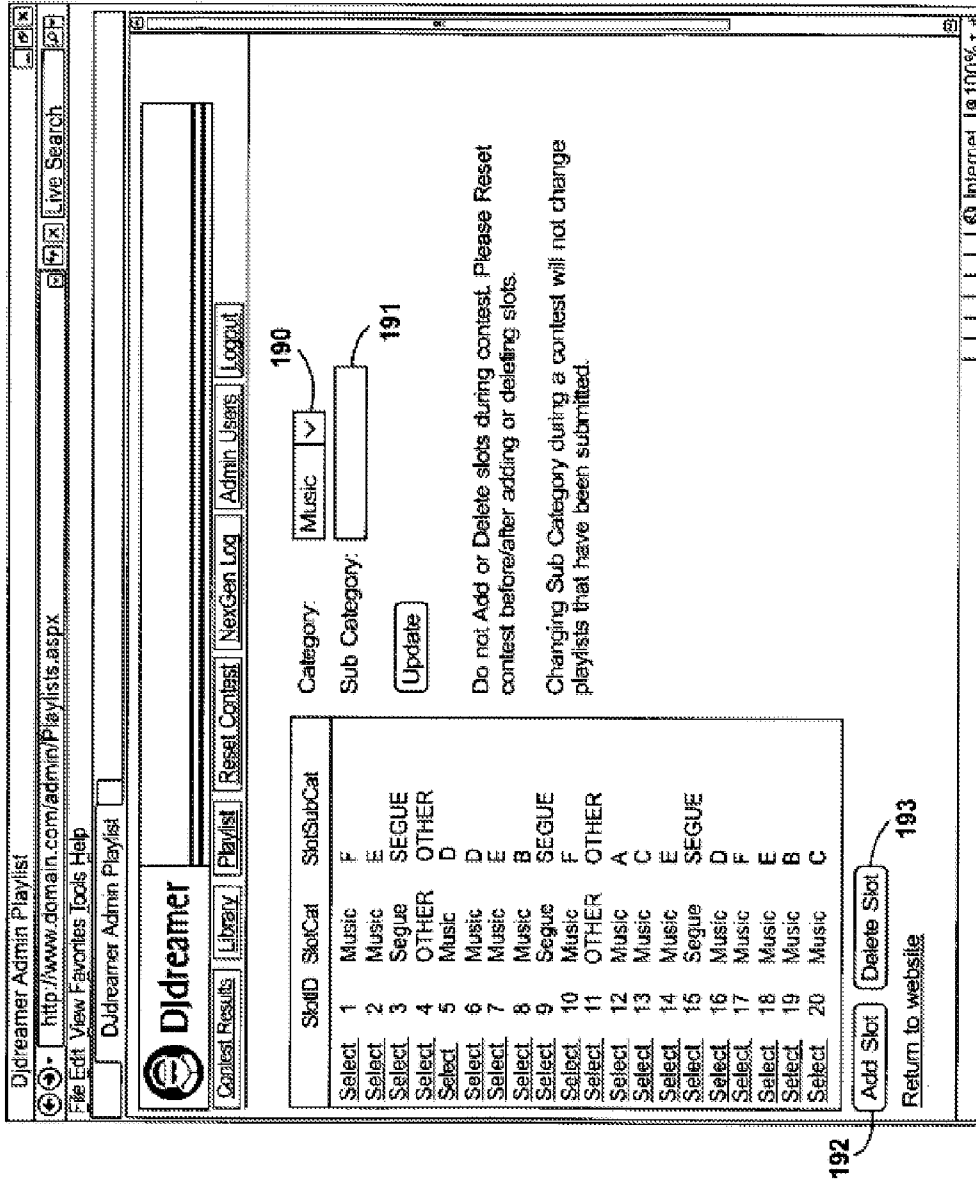 Djdreamer Admin Playlist
http://www.domain.com/admin/Playlists.aspx Live Search
File Edit View Favorites Tools Help
DJdreamer Admin Playlist
DJdreamer
Contest Results Library Playlist Reset Contest NexGen Log Admin Users Logout
SlotID SlotCat SlotSubCat
Select 1 Music F
Select 2 Music E
Select 3 Segue SEGUE
Select 4 OTHER OTHER
Select 5 Music D
Select 6 Music D
Select 7 Music E
Select 8 Music B
Select 9 Segue SEGUE
Select 10 Music F
Select 11 OTHER OTHER
Select 12 Music A
Select 13 Music C
Select 14 Music E
Select 15 Segue SEGUE
Select 16 Music D
Select 17 Music F
Select 18 Music E
Select 19 Music B
Select 20 Music C
Category: Music 190
Sub Category: 191
Update
Do not Add or Delete slots during contest. Please Reset
contest before/after adding or deleting slots.
Changing Sub Category during a contest will not change
playlists that have been submitted.
192 Add Slot Delete Slot 193
Return to website
Internet 100%